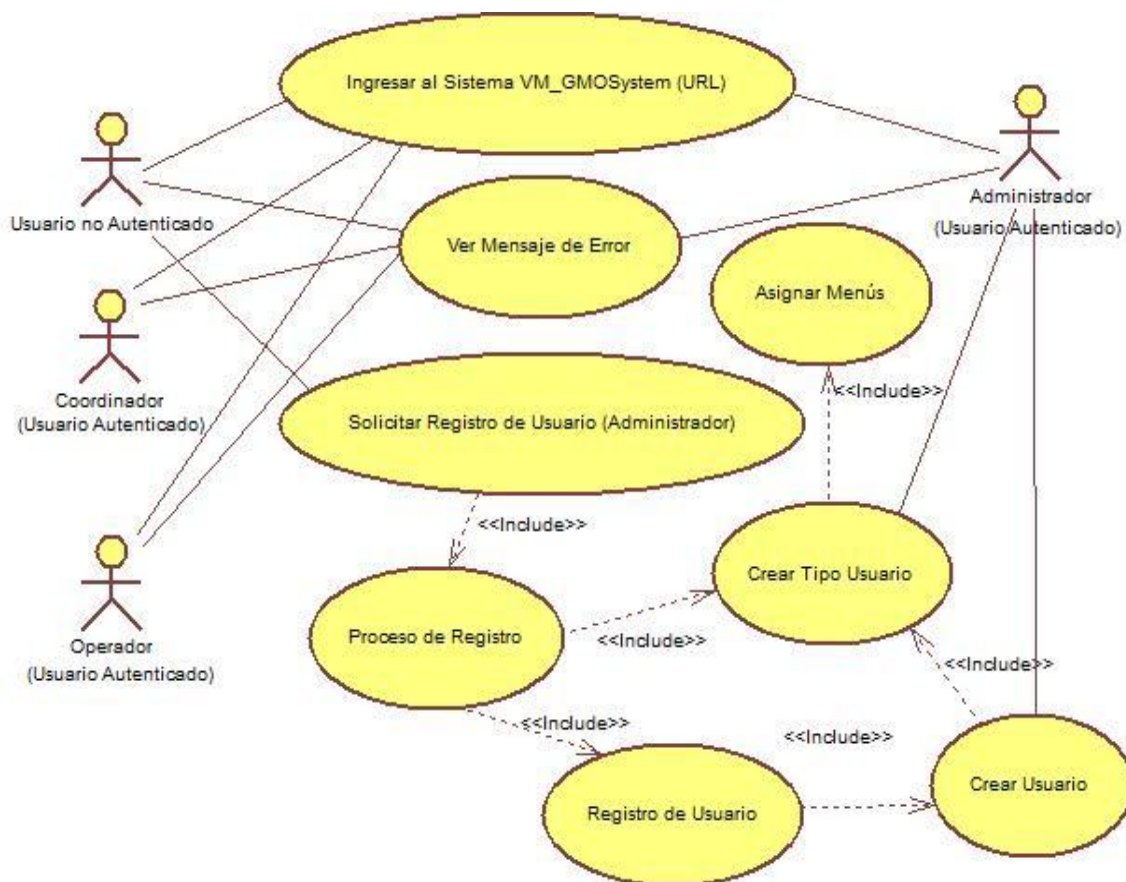 Ingresar al Sistema VM_GMOSystem (URL)
Usuario no Autenticado
Administrador
(Usuario Autenticado)
Ver Mensaje de Error
Asignar Menús
Coordinador
(Usuario Autenticado)
<<Include>>
Solicitar Registro de Usuario (Administrador)
<<Include>>
Crear Tipo Usuario
Proceso de Registro
<<Include>>
Operador
(Usuario Autenticado)
<<Include>>
<<Include>>
<<Include>>
Crear Usuario
Registro de Usuario